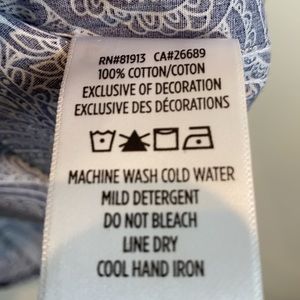 RN#81913 CA#26689
100% COTTON/COTON
EXCLUSIVE OF DECORATION
EXCLUSIVE DES DÉCORATIONS
MACHINE WASH COLD WATER
MILD DETERGENT
DO NOT BLEACH
LINE DRY
COOL HAND IRON